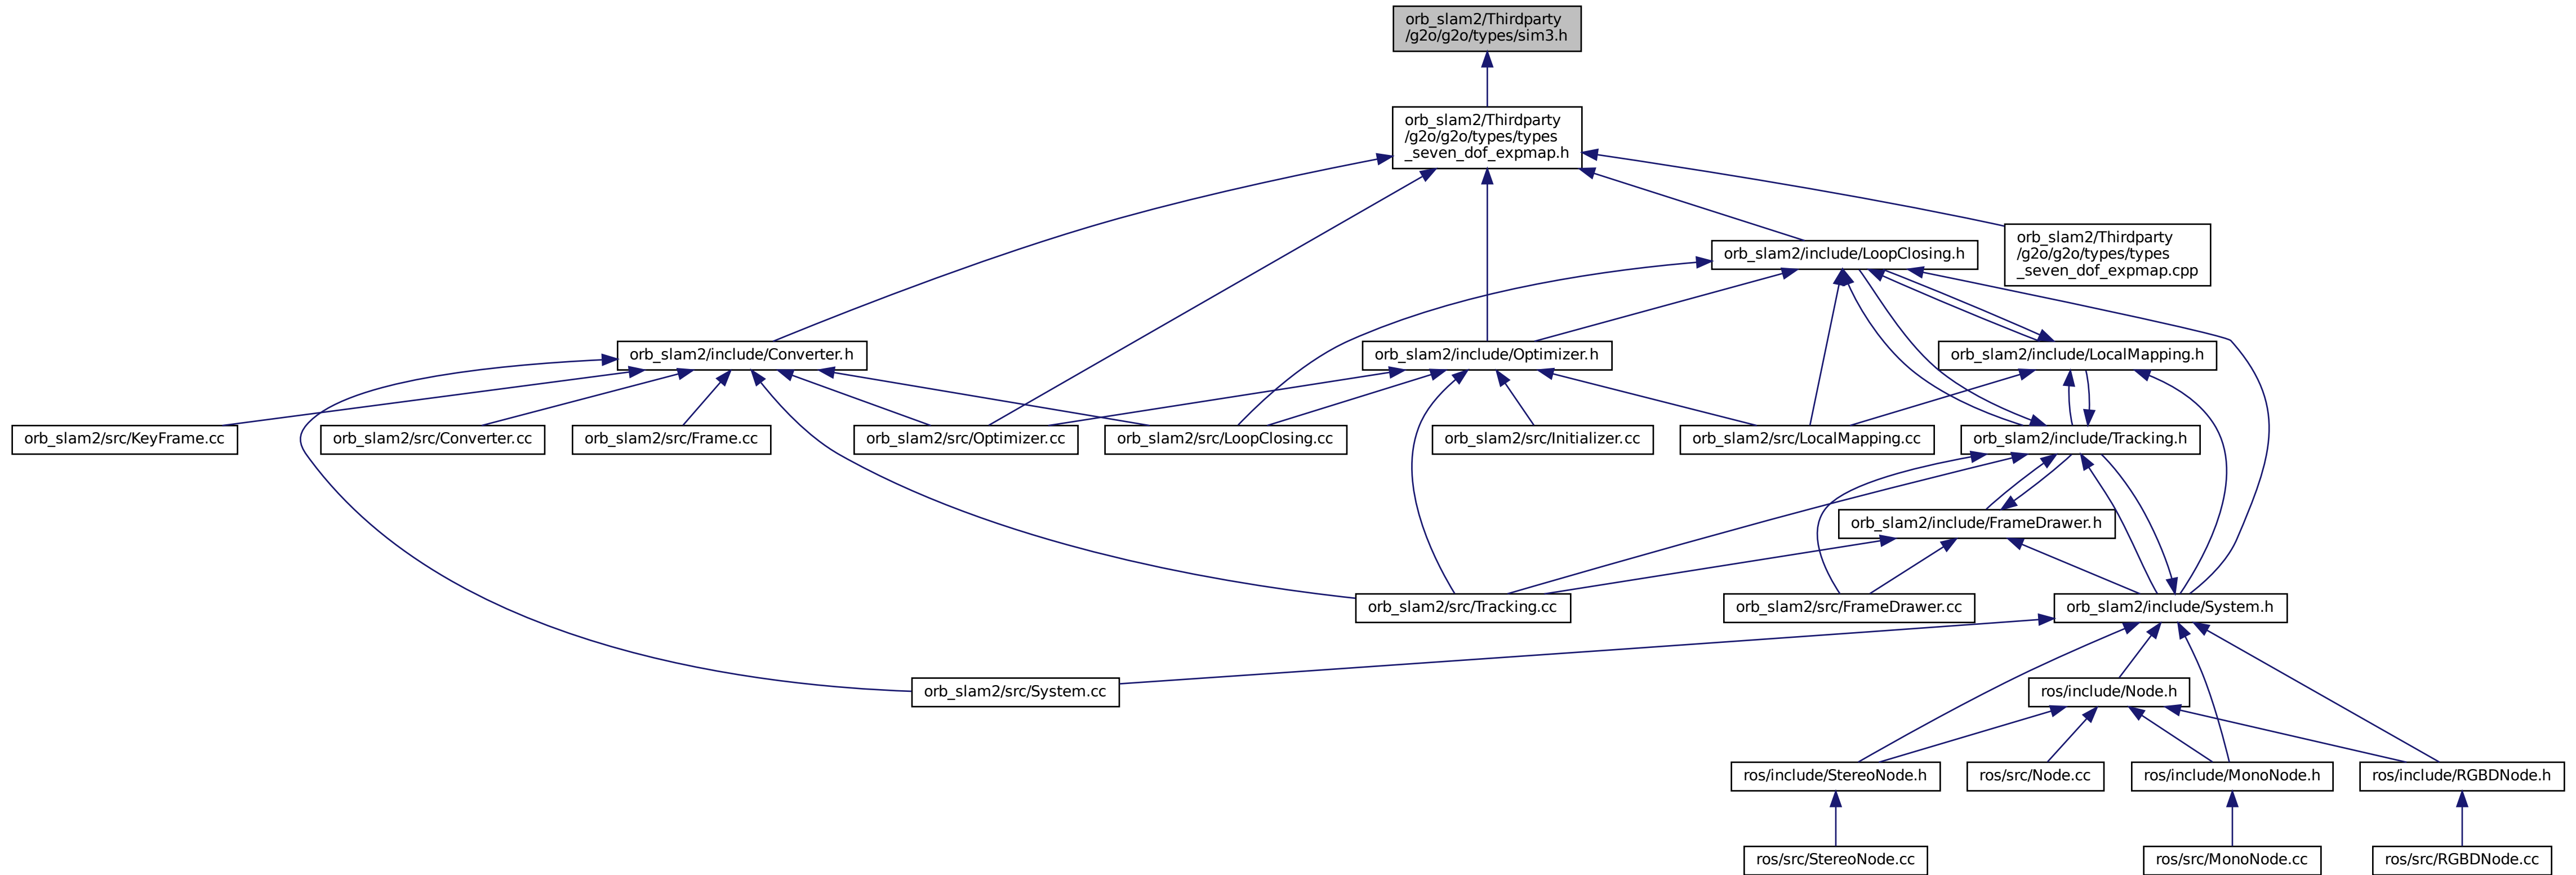 orb_slam2/Thirdparty
/g2o/g2o/types/sim3.h
orb_slam2/Thirdparty
/g2o/g2o/types/types
_seven_dof_expmap.h
orb_slam2/include/LoopClosing.h
orb_slam2/Thirdparty
/g2o/g2o/types/types
_seven_dof_expmap.cpp
orb_slam2/include/Converter.h
orb_slam2/include/Optimizer.h
orb_slam2/include/LocalMapping.h
orb_slam2/src/KeyFrame.cc
orb_slam2/src/Converter.cc
orb_slam2/src/Frame.cc
orb_slam2/src/Optimizer.cc
orb_slam2/src/LoopClosing.cc
orb_slam2/src/Initializer.cc
orb_slam2/src/LocalMapping.cc
orb_slam2/include/Tracking.h
orb_slam2/include/FrameDrawer.h
orb_slam2/src/Tracking.cc
orb_slam2/src/FrameDrawer.cc
orb_slam2/include/System.h
orb_slam2/src/System.cc
ros/include/Node.h
ros/include/StereoNode.h
ros/src/Node.cc
ros/include/MonoNode.h
ros/include/RGBDNode.h
ros/src/StereoNode.cc
ros/src/MonoNode.cc
ros/src/RGBDNode.cc